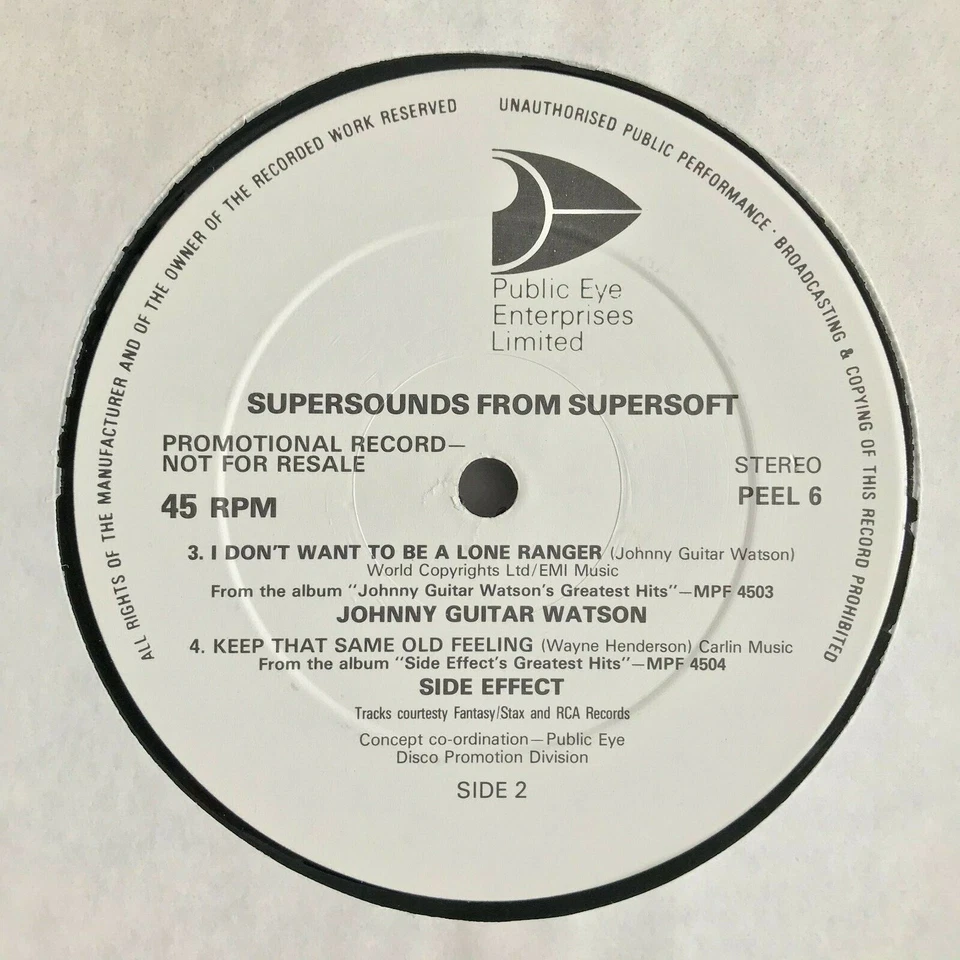 ALL RIGHTS OF THE MANUFACTURER AND OF THE OWNER OF THE RECORDED WORK RESERVED
UNAUTHORISED PUBLIC PERFORMANCE · BROADCASTING & COPYING OF THIS RECORD PROHIBITED
Public Eye
Enterprises
Limited
SUPERSOUNDS FROM SUPERSOFT
PROMOTIONAL RECORD—
NOT FOR RESALE
STEREO
45 RPM
PEEL 6
3. I DON'T WANT TO BE A LONE RANGER (Johnny Guitar Watson)
World Copyrights Ltd/EMI Music
From the album "Johnny Guitar Watson's Greatest Hits"—MPF 4503
JOHNNY GUITAR WATSON
4. KEEP THAT SAME OLD FEELING (Wayne Henderson) Carlin Music
From the album "Side Effect's Greatest Hits"—MPF 4504
SIDE EFFECT
Tracks courtesty Fantasy/Stax and RCA Records
Concept co-ordination—Public Eye
Disco Promotion Division
SIDE 2